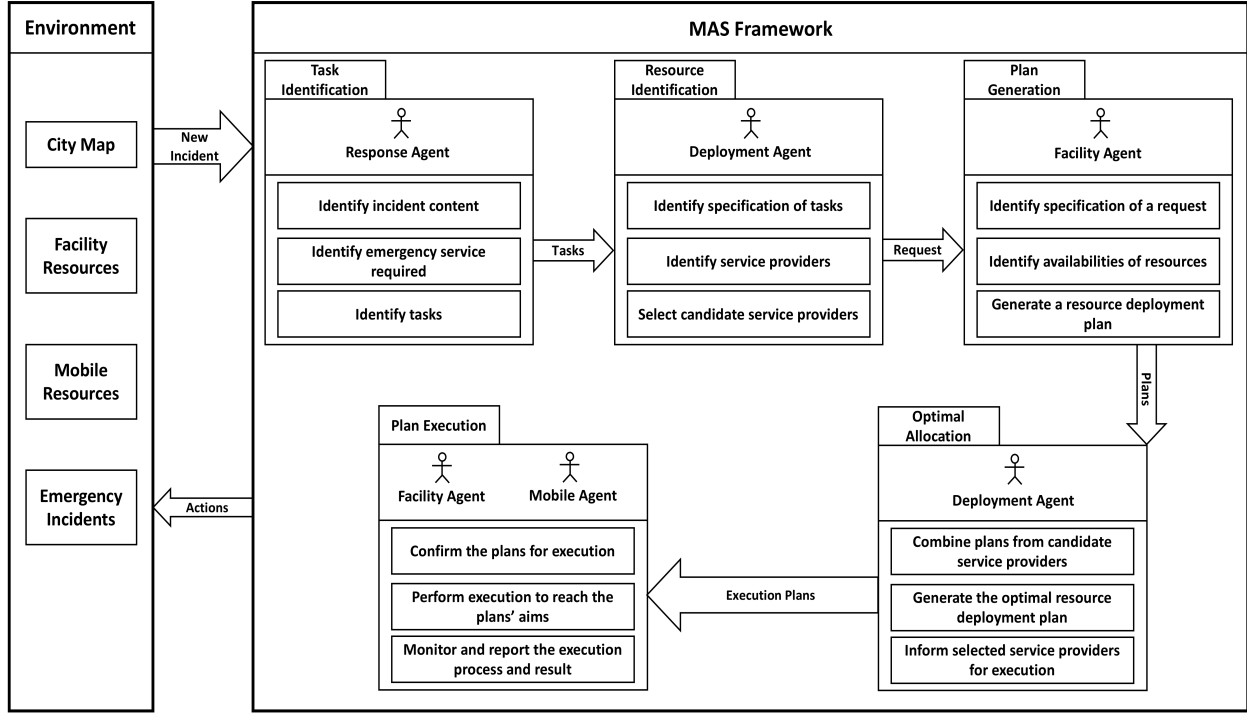 Environment
City Map
Facility
Resources
Mobile
Resources
Emergency
Incidents
New
Incident
Actions
MAS Framework
Task
Identification
Response Agent
Identify incident content
Identify emergency service
required
Identify tasks
Tasks
Resource
Identification
Deployment Agent
Identify specification of tasks
Identify service providers
Select candidate service providers
Request
Plan
Generation
Facility Agent
Identify specification of a request
Identify availabilities of resources
Generate a resource deployment
plan
Plans
Optimal
Allocation
Deployment Agent
Combine plans from candidate
service providers
Generate the optimal resource
deployment plan
Inform selected service providers
for execution
Execution Plans
Plan Execution
Facility Agent
Mobile Agent
Confirm the plans for execution
Perform execution to reach the
plans’ aims
Monitor and report the execution
process and result